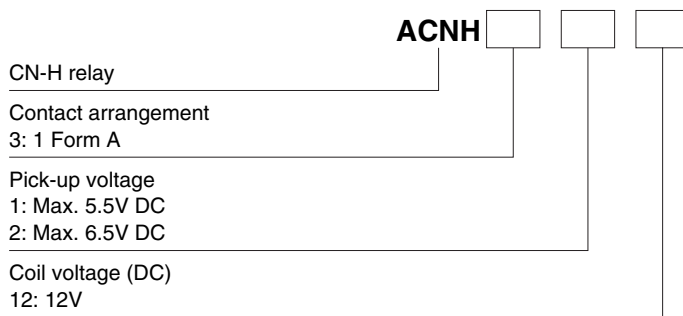 ACNH
CN-H relay
Contact arrangement
3: 1 Form A
Pick-up voltage
1: Max. 5.5V DC
2: Max. 6.5V DC
Coil voltage (DC)
12: 12V